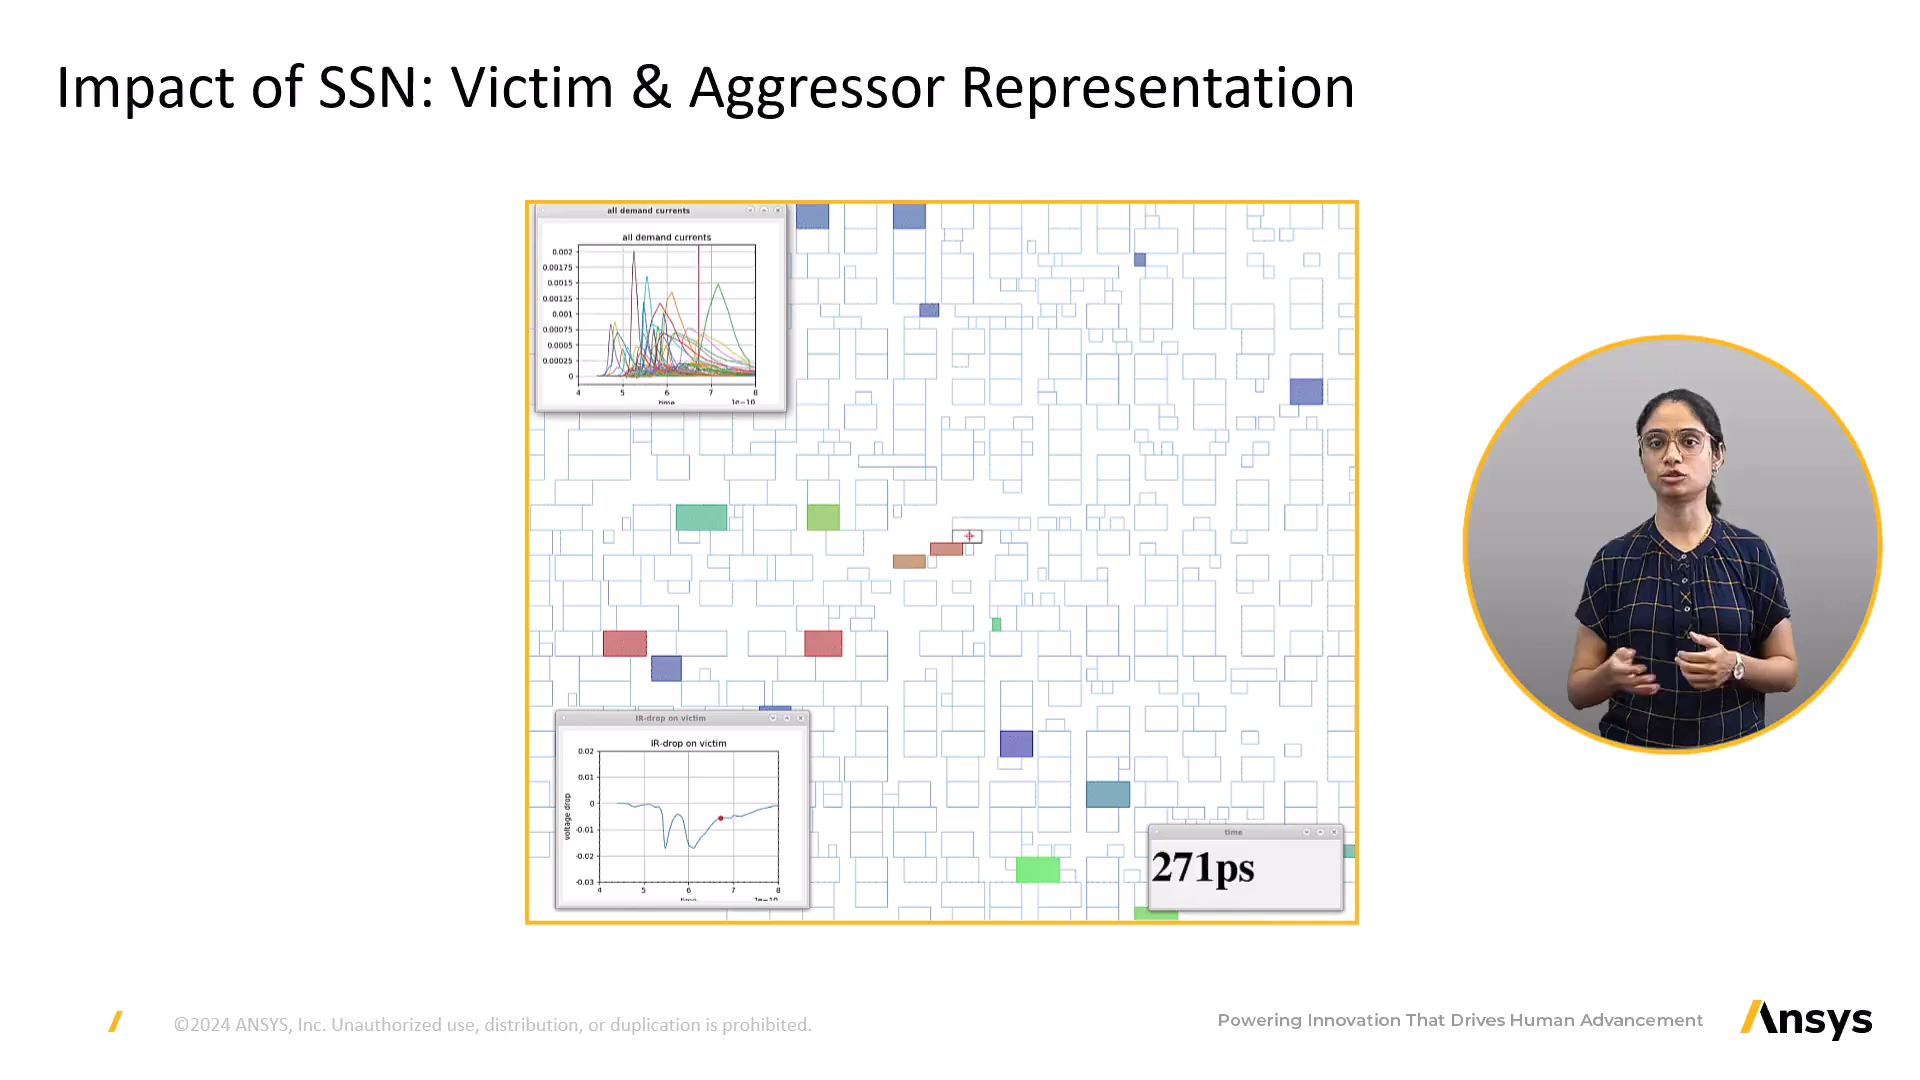 Impact of SSN: Victim & Aggressor Representation
all demand currents
all demand currents
0.002
0.00175
0.0015
0.00125
0.001
0.00075
0.0005
0.00025
0
4 5 6 7 8
time 1e-10
IR-drop on victim
IR-drop on victim
0.02
0.01
0
-0.01
-0.02
-0.03
voltage drop
4 5 6 7 8
time
time
271ps
©2024 ANSYS, Inc. Unauthorized use, distribution, or duplication is prohibited.
Powering Innovation That Drives Human Advancement
Ansys